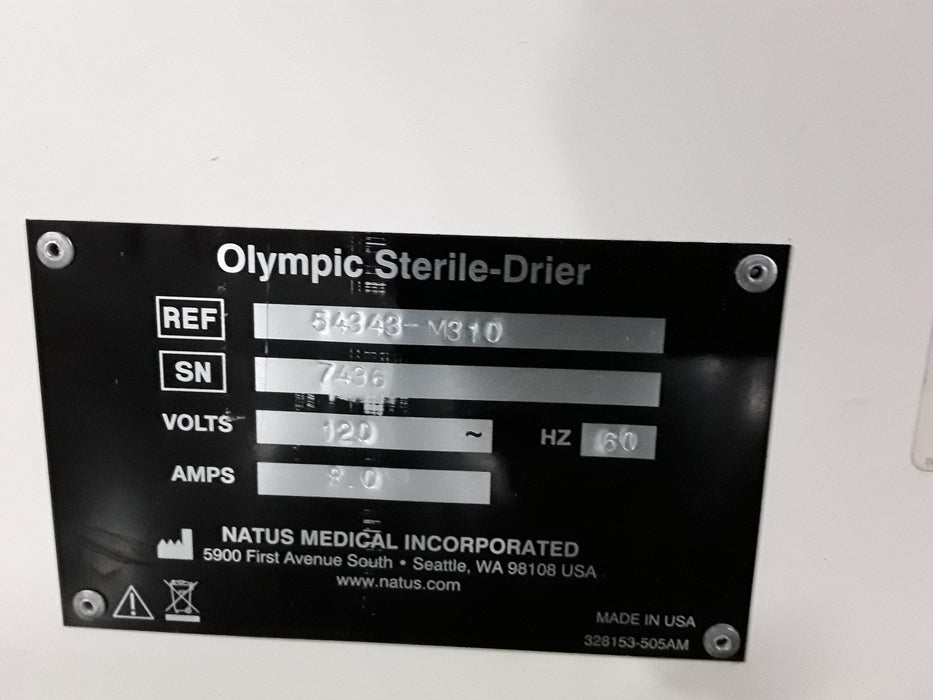 Olympic Sterile-Drier
REF 54343-M310
SN 7436
VOLTS 120 ~ HZ 60
AMPS 8.0
NATUS MEDICAL INCORPORATED
5900 First Avenue South • Seattle, WA 98108 USA
www.natus.com
MADE IN USA
328153-505AM